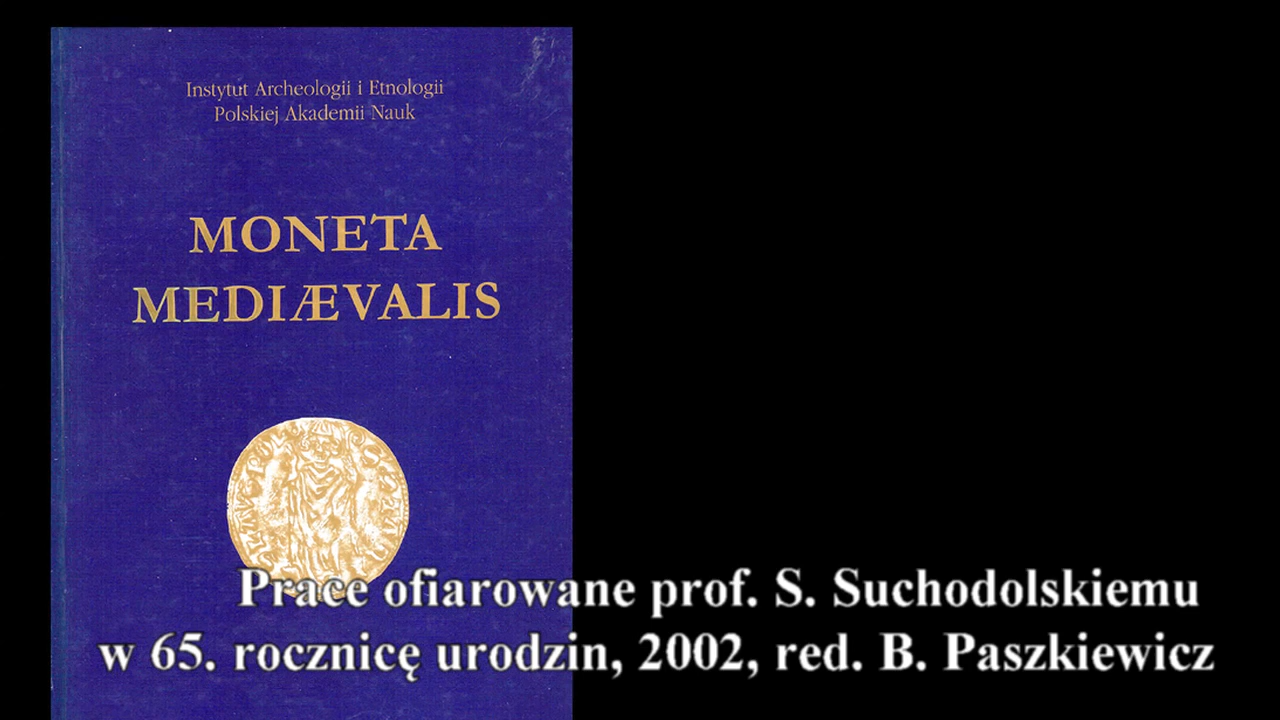 Instytut Archeologii i Etnologii
Polskiej Akademii Nauk
MONETA
MEDIÆVALIS
Prace ofiarowane prof. S. Suchodolskiemu
w 65. rocznicę urodzin, 2002, red. B. Paszkiewicz